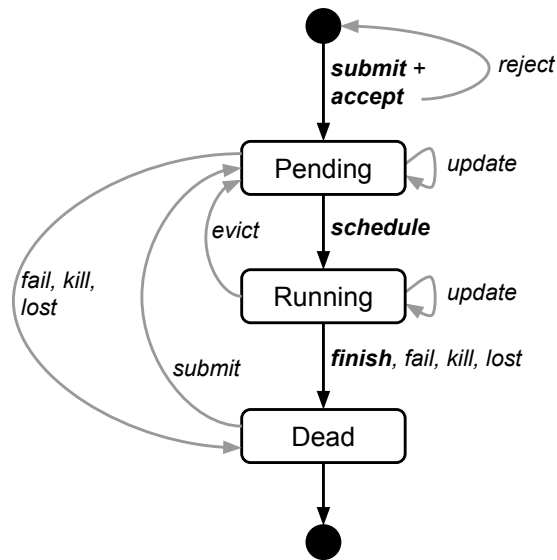 submit +
accept
reject
Pending
update
evict
schedule
fail, kill,
lost
Running
update
submit
finish, fail, kill, lost
Dead